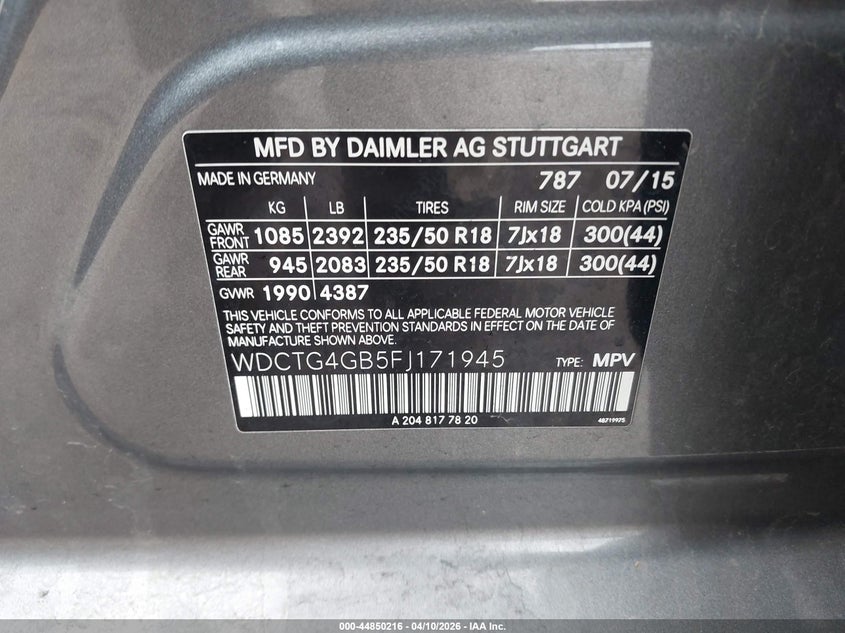 MFD BY DAIMLER AG STUTTGART
MADE IN GERMANY 787 07/15
KG LB TIRES RIM SIZE COLD KPA (PSI)
GAWR FRONT 1085 2392 235/50 R18 7Jx18 300(44)
GAWR REAR 945 2083 235/50 R18 7Jx18 300(44)
GVWR 1990 4387
THIS VEHICLE CONFORMS TO ALL APPLICABLE FEDERAL MOTOR VEHICLE
SAFETY AND THEFT PREVENTION STANDARDS IN EFFECT ON THE DATE OF
MANUFACTURE SHOWN ABOVE.
WDCTG4GB5FJ171945 TYPE: MPV
A 204 817 78 20 48719975
000-44850216 - 04/10/2026 - IAA Inc.